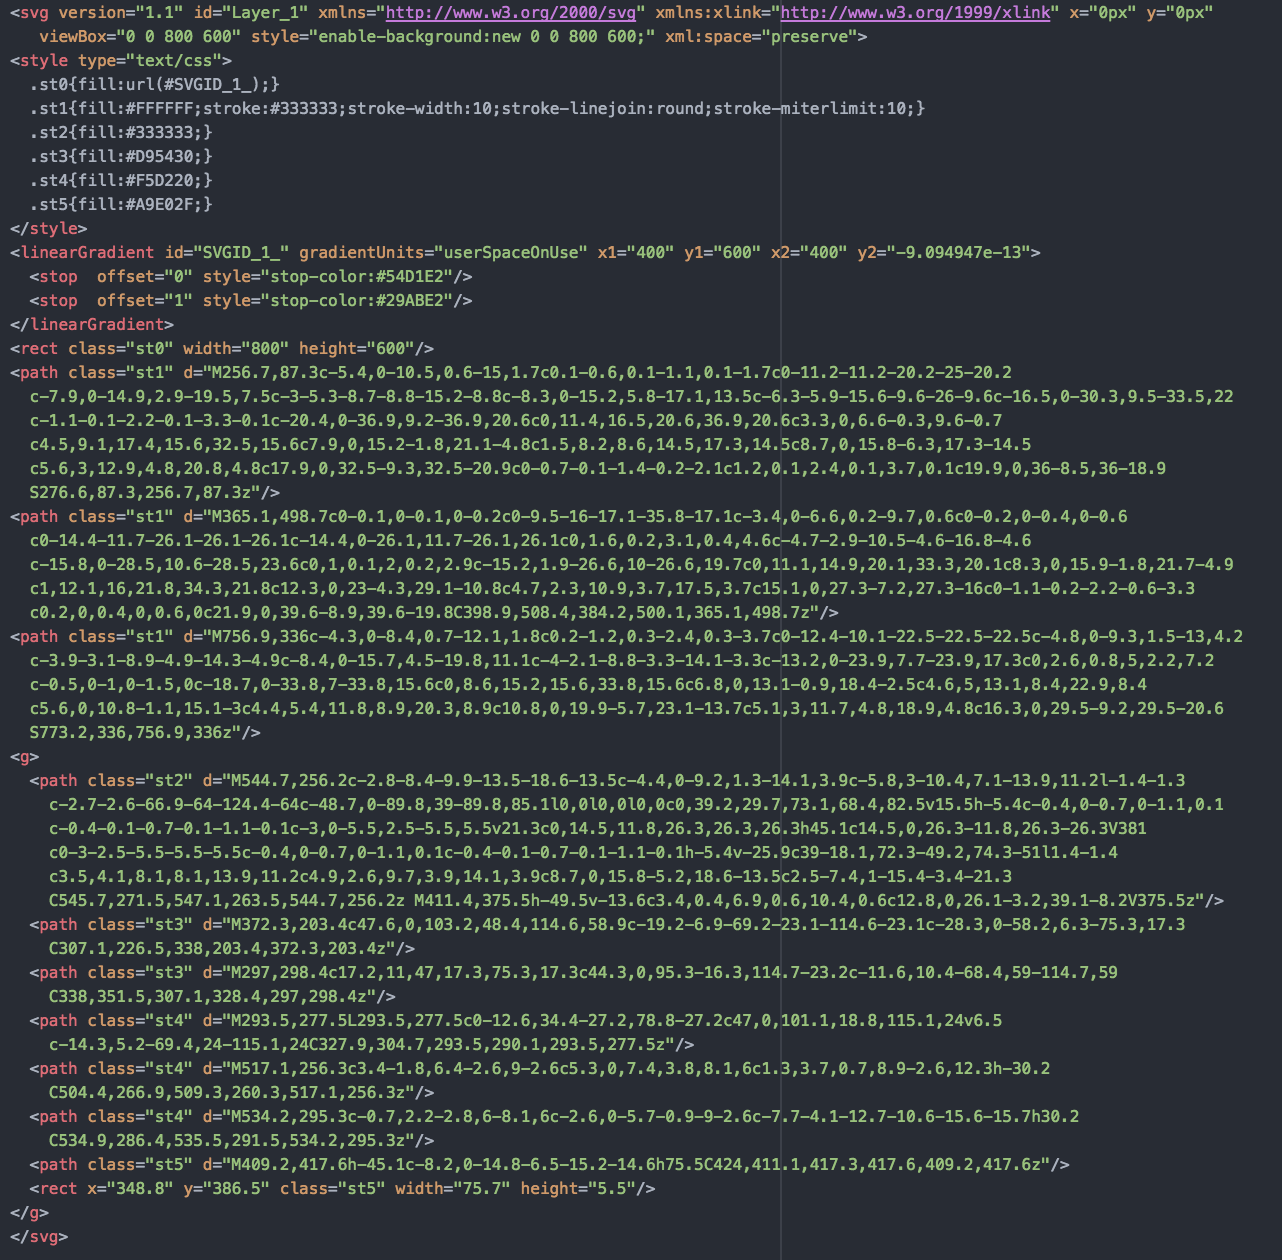 <svg version="1.1" id="Layer_1" xmlns="http://www.w3.org/2000/svg" xmlns:xlink="http://www.w3.org/1999/xlink" x="0px" y="0px"
viewBox="0 0 800 600" style="enable-background:new 0 0 800 600;" xml:space="preserve">
<style type="text/css">
.st0{fill:url(#SVGID_1_);}
.st1{fill:#FFFFFF;stroke:#333333;stroke-width:10;stroke-linejoin:round;stroke-miterlimit:10;}
.st2{fill:#333333;}
.st3{fill:#D95430;}
.st4{fill:#F5D220;}
.st5{fill:#A9E02F;}
</style>
<linearGradient id="SVGID_1_" gradientUnits="userSpaceOnUse" x1="400" y1="600" x2="400" y2="-9.094947e-13">
<stop  offset="0" style="stop-color:#54D1E2"/>
<stop  offset="1" style="stop-color:#29ABE2"/>
</linearGradient>
<rect class="st0" width="800" height="600"/>
<path class="st1" d="M256.7,87.3c-5.4,0-10.5,0.6-15,1.7c0.1-0.6,0.1-1.1,0.1-1.7c0-11.2-11.2-20.2-25-20.2
c-7.9,0-14.9,2.9-19.5,7.5c-3-5.3-8.7-8.8-15.2-8.8c-8.3,0-15.2,5.8-17.1,13.5c-6.3-5.9-15.6-9.6-26-9.6c-16.5,0-30.3,9.5-33.5,22
c-1.1-0.1-2.2-0.1-3.3-0.1c-20.4,0-36.9,9.2-36.9,20.6c0,11.4,16.5,20.6,36.9,20.6c3.3,0,6.6-0.3,9.6-0.7
c4.5,9.1,17.4,15.6,32.5,15.6c7.9,0,15.2-1.8,21.1-4.8c1.5,8.2,8.6,14.5,17.3,14.5c8.7,0,15.8-6.3,17.3-14.5
c5.6,3,12.9,4.8,20.8,4.8c17.9,0,32.5-9.3,32.5-20.9c0-0.7-0.1-1.4-0.2-2.1c1.2,0.1,2.4,0.1,3.7,0.1c19.9,0,36-8.5,36-18.9
S276.6,87.3,256.7,87.3z"/>
<path class="st1" d="M365.1,498.7c0-0.1,0-0.1,0-0.2c0-9.5-16-17.1-35.8-17.1c-3.4,0-6.6,0.2-9.7,0.6c0-0.2,0-0.4,0-0.6
c0-14.4-11.7-26.1-26.1-26.1c-14.4,0-26.1,11.7-26.1,26.1c0,1.6,0.2,3.1,0.4,4.6c-4.7-2.9-10.5-4.6-16.8-4.6
c-15.8,0-28.5,10.6-28.5,23.6c0,1,0.1,2,0.2,2.9c-15.2,1.9-26.6,10-26.6,19.7c0,11.1,14.9,20.1,33.3,20.1c8.3,0,15.9-1.8,21.7-4.9
c1,12.1,16,21.8,34.3,21.8c12.3,0,23-4.3,29.1-10.8c4.7,2.3,10.9,3.7,17.5,3.7c15.1,0,27.3-7.2,27.3-16c0-1.1-0.2-2.2-0.6-3.3
c0.2,0,0.4,0,0.6,0c21.9,0,39.6-8.9,39.6-19.8C398.9,508.4,384.2,500.1,365.1,498.7z"/>
<path class="st1" d="M756.9,336c-4.3,0-8.4,0.7-12.1,1.8c0.2-1.2,0.3-2.4,0.3-3.7c0-12.4-10.1-22.5-22.5-22.5c-4.8,0-9.3,1.5-13,4.2
c-3.9-3.1-8.9-4.9-14.3-4.9c-8.4,0-15.7,4.5-19.8,11.1c-4-2.1-8.8-3.3-14.1-3.3c-13.2,0-23.9,7.7-23.9,17.3c0,2.6,0.8,5,2.2,7.2
c-0.5,0-1,0-1.5,0c-18.7,0-33.8,7-33.8,15.6c0,8.6,15.2,15.6,33.8,15.6c6.8,0,13.1-0.9,18.4-2.5c4.6,5,13.1,8.4,22.9,8.4
c5.6,0,10.8-1.1,15.1-3c4.4,5.4,11.8,8.9,20.3,8.9c10.8,0,19.9-5.7,23.1-13.7c5.1,3,11.7,4.8,18.9,4.8c16.3,0,29.5-9.2,29.5-20.6
S773.2,336,756.9,336z"/>
<g>
<path class="st2" d="M544.7,256.2c-2.8-8.4-9.9-13.5-18.6-13.5c-4.4,0-9.2,1.3-14.1,3.9c-5.8,3-10.4,7.1-13.9,11.2l-1.4-1.3
c-2.7-2.6-66.9-64-124.4-64c-48.7,0-89.8,39-89.8,85.1l0,0l0,0l0,0c0,39.2,29.7,73.1,68.4,82.5v15.5h-5.4c-0.4,0-0.7,0-1.1,0.1
c-0.4-0.1-0.7-0.1-1.1-0.1c-3,0-5.5,2.5-5.5,5.5v21.3c0,14.5,11.8,26.3,26.3,26.3h45.1c14.5,0,26.3-11.8,26.3-26.3V381
c0-3-2.5-5.5-5.5-5.5c-0.4,0-0.7,0-1.1,0.1c-0.4-0.1-0.7-0.1-1.1-0.1h-5.4v-25.9c39-18.1,72.3-49.2,74.3-51l1.4-1.4
c3.5,4.1,8.1,8.1,13.9,11.2c4.9,2.6,9.7,3.9,14.1,3.9c8.7,0,15.8-5.2,18.6-13.5c2.5-7.4,1-15.4-3.4-21.3
C545.7,271.5,547.1,263.5,544.7,256.2z M411.4,375.5h-49.5v-13.6c3.4,0.4,6.9,0.6,10.4,0.6c12.8,0,26.1-3.2,39.1-8.2V375.5z"/>
<path class="st3" d="M372.3,203.4c47.6,0,103.2,48.4,114.6,58.9c-19.2-6.9-69.2-23.1-114.6-23.1c-28.3,0-58.2,6.3-75.3,17.3
C307.1,226.5,338,203.4,372.3,203.4z"/>
<path class="st3" d="M297,298.4c17.2,11,47,17.3,75.3,17.3c44.3,0,95.3-16.3,114.7-23.2c-11.6,10.4-68.4,59-114.7,59
C338,351.5,307.1,328.4,297,298.4z"/>
<path class="st4" d="M293.5,277.5L293.5,277.5c0-12.6,34.4-27.2,78.8-27.2c47,0,101.1,18.8,115.1,24v6.5
c-14.3,5.2-69.4,24-115.1,24C327.9,304.7,293.5,290.1,293.5,277.5z"/>
<path class="st4" d="M517.1,256.3c3.4-1.8,6.4-2.6,9-2.6c5.3,0,7.4,3.8,8.1,6c1.3,3.7,0.7,8.9-2.6,12.3h-30.2
C504.4,266.9,509.3,260.3,517.1,256.3z"/>
<path class="st4" d="M534.2,295.3c-0.7,2.2-2.8,6-8.1,6c-2.6,0-5.7-0.9-9-2.6c-7.7-4.1-12.7-10.6-15.6-15.7h30.2
C534.9,286.4,535.5,291.5,534.2,295.3z"/>
<path class="st5" d="M409.2,417.6h-45.1c-8.2,0-14.8-6.5-15.2-14.6h75.5C424,411.1,417.3,417.6,409.2,417.6z"/>
<rect x="348.8" y="386.5" class="st5" width="75.7" height="5.5"/>
</g>
</svg>